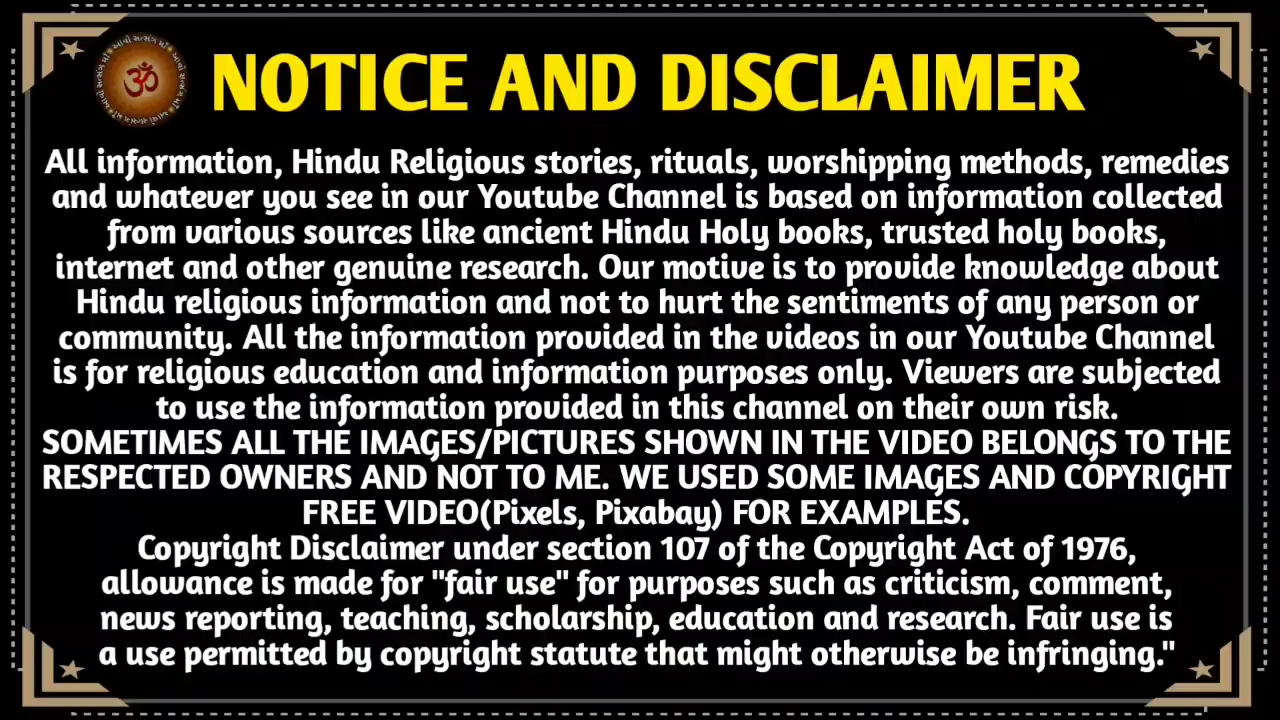 NOTICE AND DISCLAIMER
All information, Hindu Religious stories, rituals, worshipping methods, remedies
and whatever you see in our Youtube Channel is based on information collected
from various sources like ancient Hindu Holy books, trusted holy books,
internet and other genuine research. Our motive is to provide knowledge about
Hindu religious information and not to hurt the sentiments of any person or
community. All the information provided in the videos in our Youtube Channel
is for religious education and information purposes only. Viewers are subjected
to use the information provided in this channel on their own risk.
SOMETIMES ALL THE IMAGES/PICTURES SHOWN IN THE VIDEO BELONGS TO THE
RESPECTED OWNERS AND NOT TO ME. WE USED SOME IMAGES AND COPYRIGHT
FREE VIDEO(Pixels, Pixabay) FOR EXAMPLES.
Copyright Disclaimer under section 107 of the Copyright Act of 1976,
allowance is made for "fair use" for purposes such as criticism, comment,
news reporting, teaching, scholarship, education and research. Fair use is
a use permitted by copyright statute that might otherwise be infringing."
ॐ